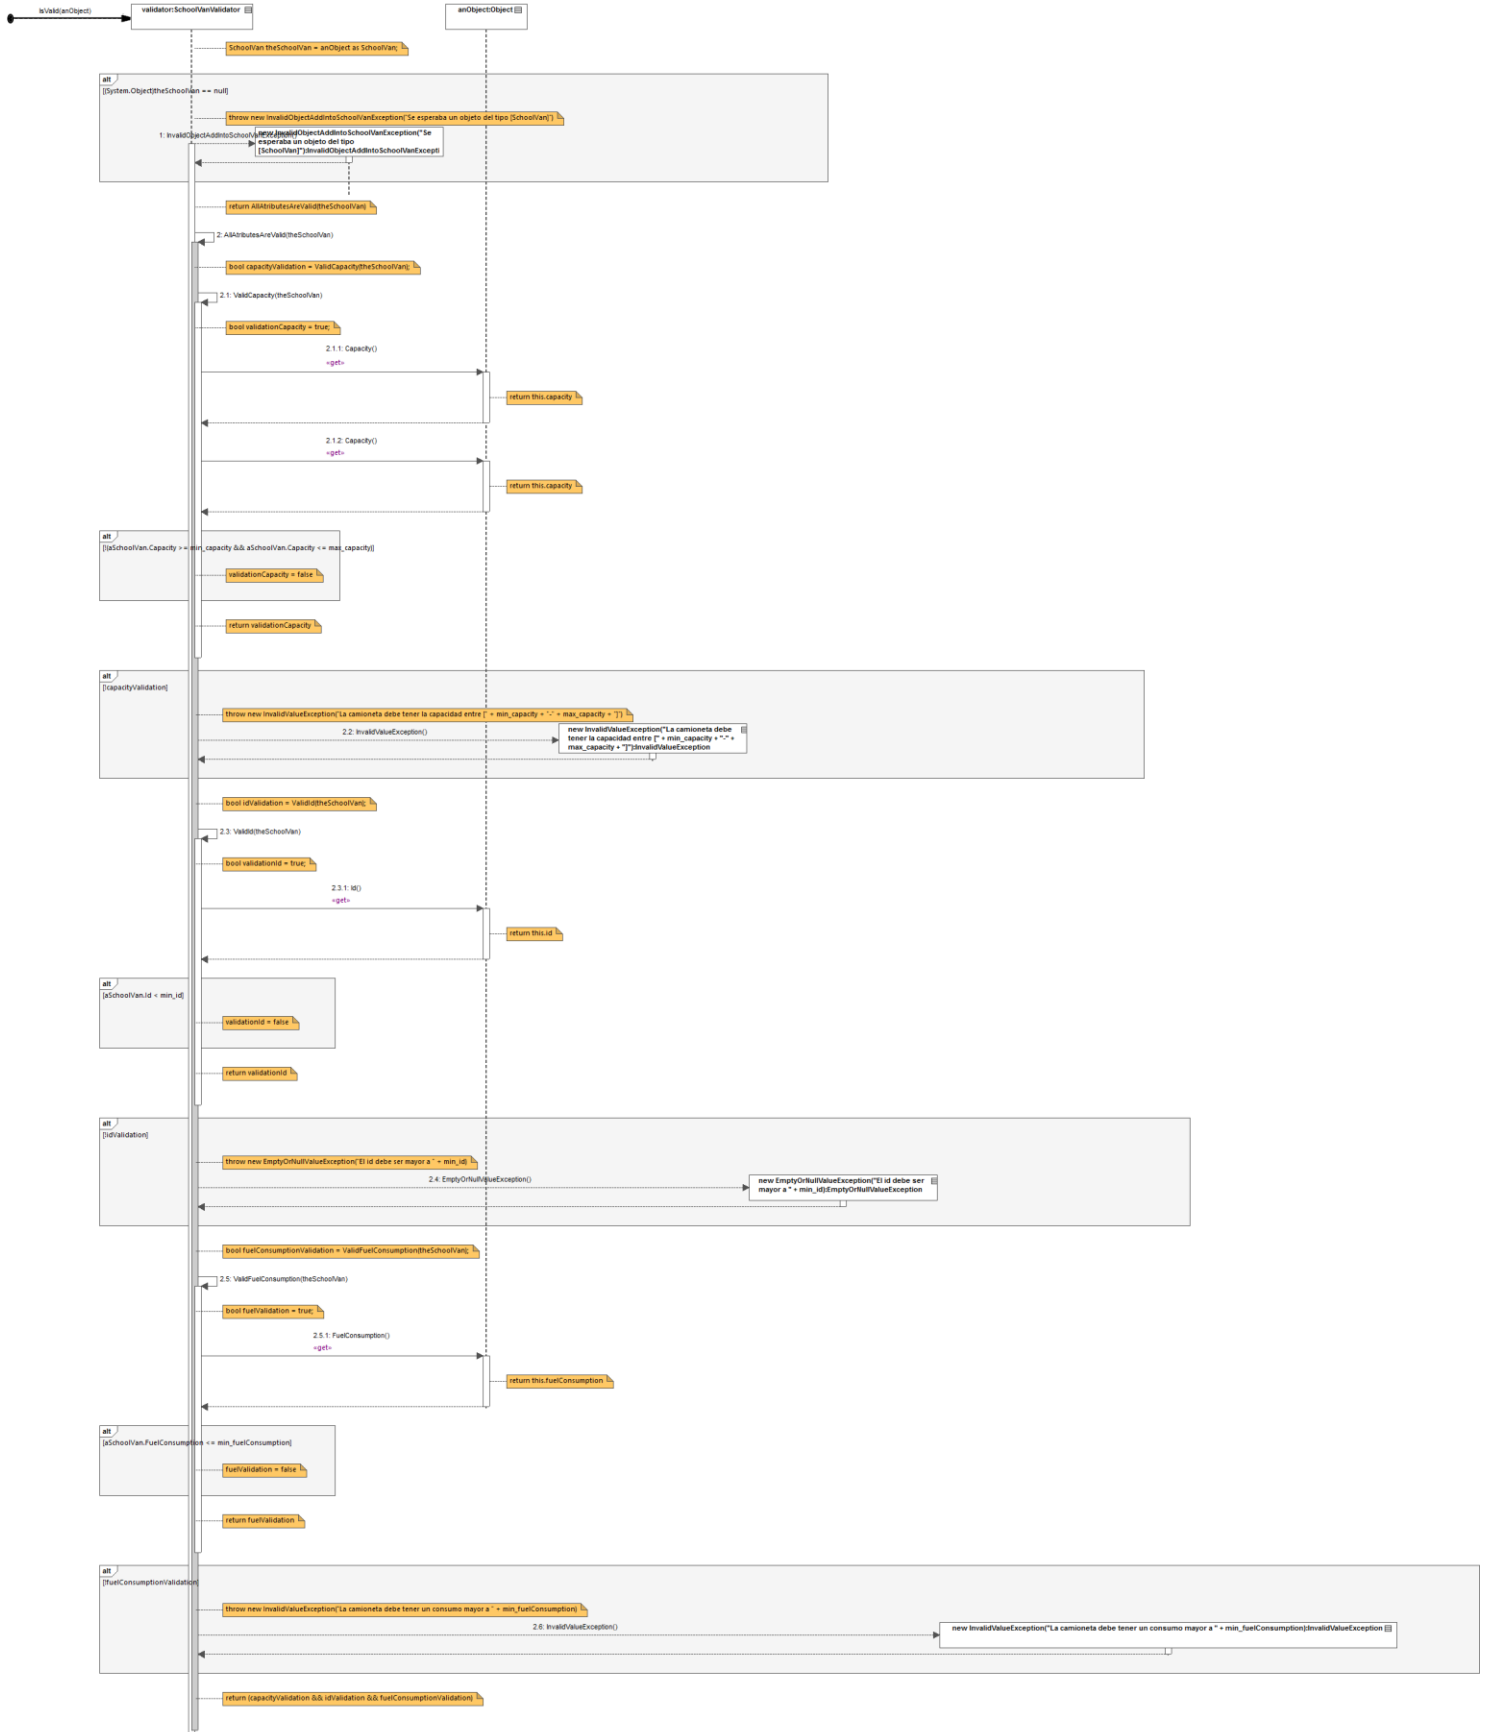 IsValid(anObject)
validator:SchoolVanValidator
anObject:Object
SchoolVan theSchoolVan = anObject as SchoolVan;
alt
[(System.Object)theSchoolVan == null]
throw new InvalidObjectAddIntoSchoolVanException("Se esperaba un objeto del tipo [SchoolVan]")
1: InvalidObjectAddIntoSchoolVanException()
new InvalidObjectAddIntoSchoolVanException("Se
esperaba un objeto del tipo
[SchoolVan]"):InvalidObjectAddIntoSchoolVanExcepti
return AllAtributesAreValid(theSchoolVan)
2: AllAtributesAreValid(theSchoolVan)
bool capacityValidation = ValidCapacity(theSchoolVan);
2.1: ValidCapacity(theSchoolVan)
bool validationCapacity = true;
2.1.1: Capacity()
«get»
return this.capacity
2.1.2: Capacity()
«get»
return this.capacity
alt
[!(aSchoolVan.Capacity >= min_capacity && aSchoolVan.Capacity <= max_capacity)]
validationCapacity = false
return validationCapacity
alt
[!capacityValidation]
throw new InvalidValueException("La camioneta debe tener la capacidad entre [" + min_capacity + "-" + max_capacity + "]")
2.2: InvalidValueException()
new InvalidValueException("La camioneta debe
tener la capacidad entre [" + min_capacity + "-" +
max_capacity + "]"):InvalidValueException
bool idValidation = ValidId(theSchoolVan);
2.3: ValidId(theSchoolVan)
bool validationId = true;
2.3.1: Id()
«get»
return this.id
alt
[aSchoolVan.Id < min_id]
validationId = false
return validationId
alt
[!idValidation]
throw new EmptyOrNullValueException("El id debe ser mayor a " + min_id)
2.4: EmptyOrNullValueException()
new EmptyOrNullValueException("El id debe ser
mayor a " + min_id):EmptyOrNullValueException
bool fuelConsumptionValidation = ValidFuelConsumption(theSchoolVan);
2.5: ValidFuelConsumption(theSchoolVan)
bool fuelValidation = true;
2.5.1: FuelConsumption()
«get»
return this.fuelConsumption
alt
[aSchoolVan.FuelConsumption <= min_fuelConsumption]
fuelValidation = false
return fuelValidation
alt
[!fuelConsumptionValidation]
throw new InvalidValueException("La camioneta debe tener un consumo mayor a " + min_fuelConsumption)
2.6: InvalidValueException()
new InvalidValueException("La camioneta debe tener un consumo mayor a " + min_fuelConsumption):InvalidValueException
return (capacityValidation && idValidation && fuelConsumptionValidation)